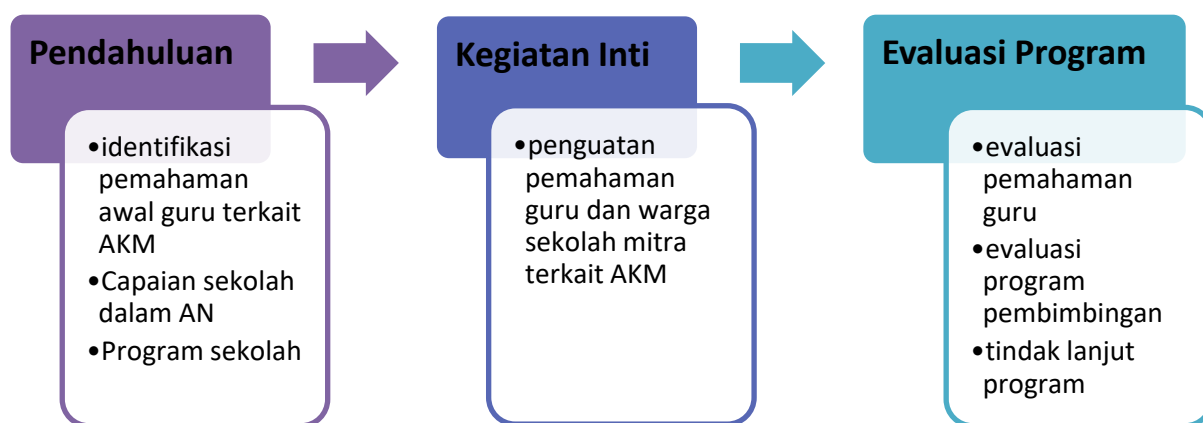 Pendahuluan
•identifikasi
pemahaman
awal guru terkait
AKM
•Capaian sekolah
dalam AN
•Program sekolah
Kegiatan Inti
•penguatan
pemahaman
guru dan warga
sekolah mitra
terkait AKM
Evaluasi Program
•evaluasi
pemahaman
guru
•evaluasi
program
pembimbingan
•tindak lanjut
program